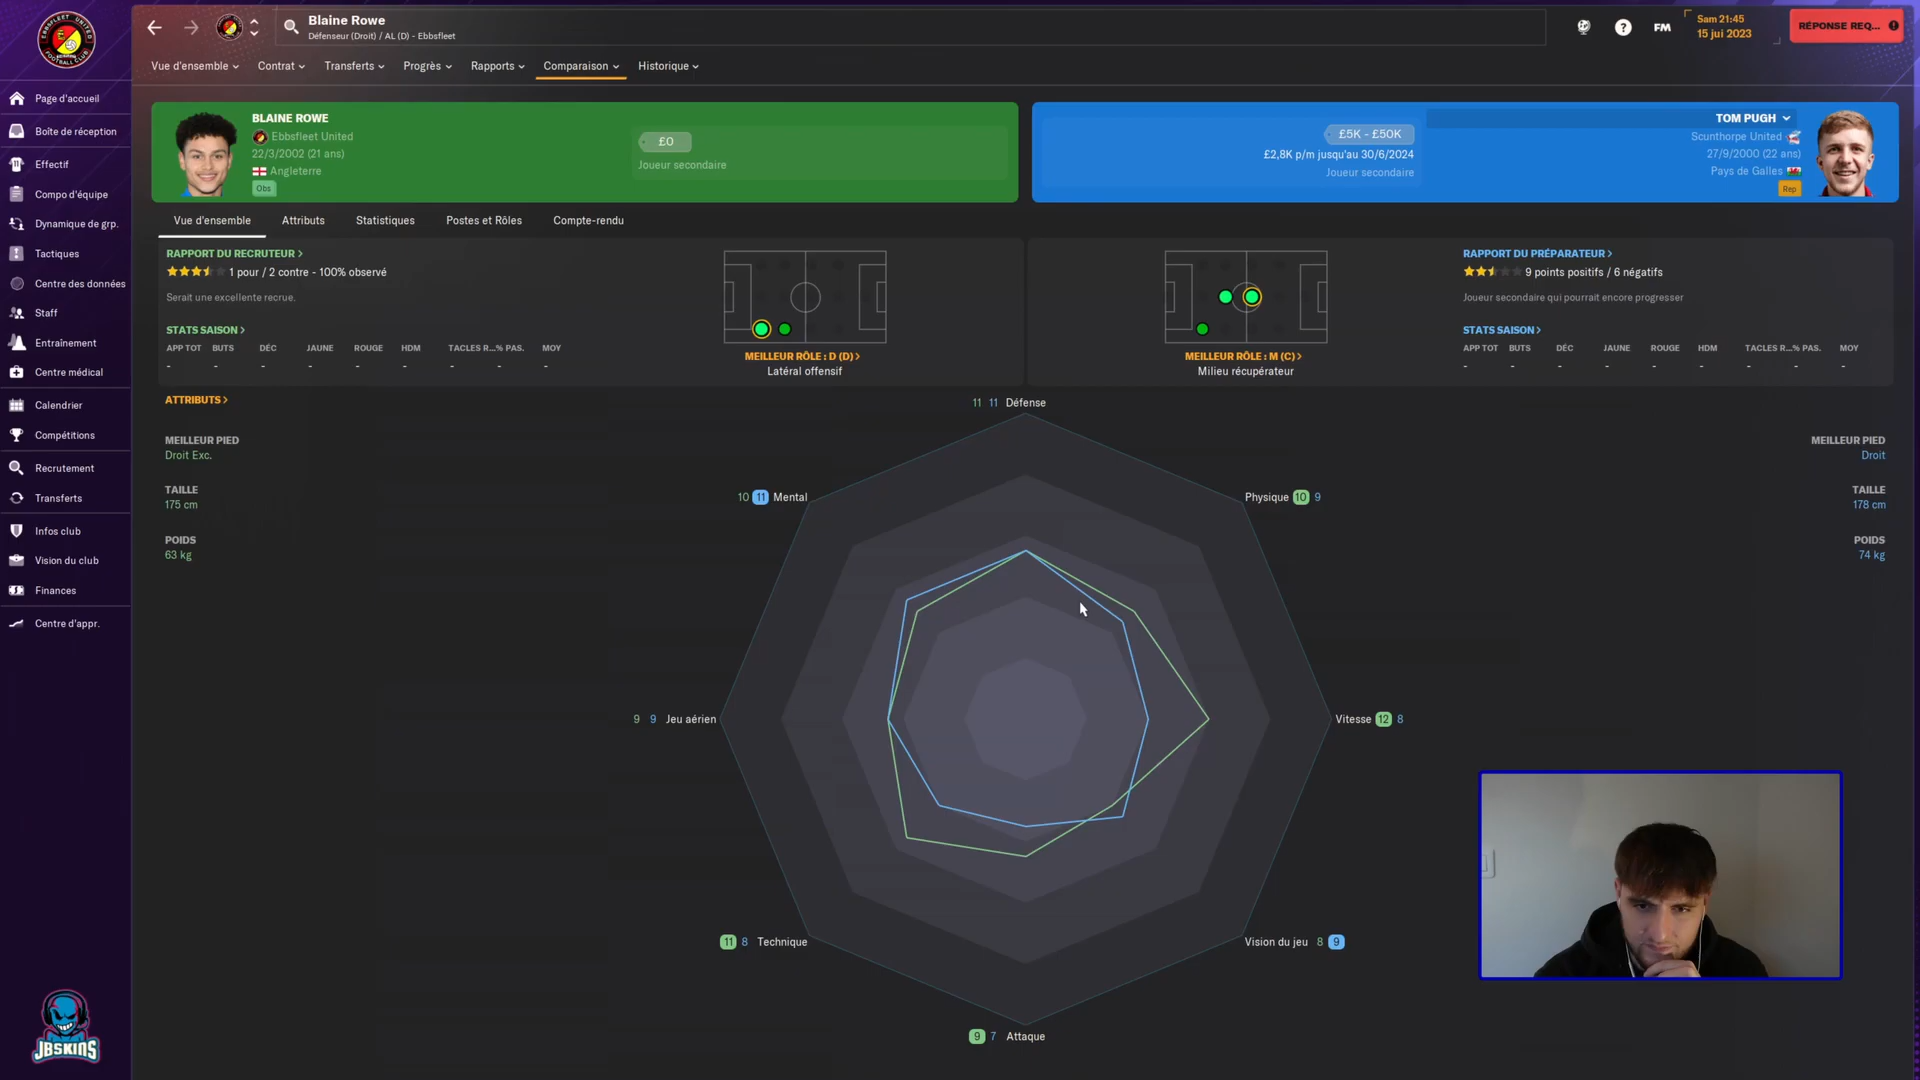 Blaine Rowe
Défenseur (Droit) / AL (D) - Ebbsfleet
FM
Sam 21:45
15 jui 2023
RÉPONSE REQ...
Vue d'ensemble
Contrat
Transferts
Progrès
Rapports
Comparaison
Historique
Page d'accueil
Boîte de réception
Effectif
Compo d'équipe
Dynamique de grp.
Tactiques
Centre des données
Staff
Entraînement
Centre médical
Calendrier
Compétitions
Recrutement
Transferts
Infos club
Vision du club
Finances
Centre d'appr.
JBSKINS
BLAINE ROWE
Ebbsfleet United
22/3/2002 (21 ans)
Angleterre
Obs
£0
Joueur secondaire
£5K - £50K
£2,8K p/m jusqu'au 30/6/2024
Joueur secondaire
TOM PUGH
Scunthorpe United
27/9/2000 (22 ans)
Pays de Galles
Rep
Vue d'ensemble
Attributs
Statistiques
Postes et Rôles
Compte-rendu
RAPPORT DU RECRUTEUR >
1 pour / 2 contre - 100% observé
Serait une excellente recrue.
STATS SAISON >
APP TOT BUTS DÉC JAUNE ROUGE HDM TACLES R...% PAS. MOY
- - - - - - - - -
MEILLEUR RÔLE : D (D) >
Latéral offensif
MEILLEUR RÔLE : M (C) >
Milieu récupérateur
RAPPORT DU PRÉPARATEUR >
9 points positifs / 6 négatifs
Joueur secondaire qui pourrait encore progresser
STATS SAISON >
APP TOT BUTS DÉC JAUNE ROUGE HDM TACLES R...% PAS. MOY
- - - - - - - - -
ATTRIBUTS >
MEILLEUR PIED
Droit Exc.
TAILLE
175 cm
POIDS
63 kg
11 11 Défense
10 11 Mental
Physique 10 9
9 9 Jeu aérien
Vitesse 12 8
11 8 Technique
Vision du jeu 8 9
9 7 Attaque
MEILLEUR PIED
Droit
TAILLE
178 cm
POIDS
74 kg